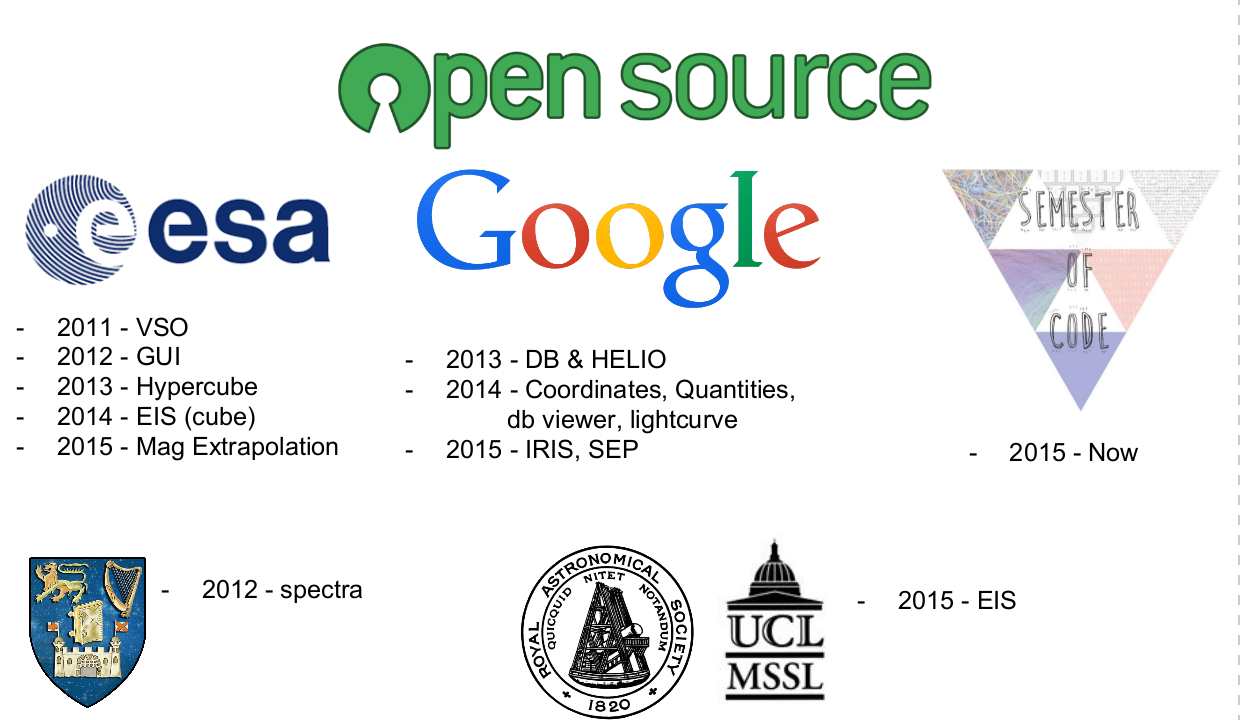 open source
esa
Google
SEMESTER
OF
CODE
- 2011 - VSO
- 2012 - GUI
- 2013 - Hypercube
- 2014 - EIS (cube)
- 2015 - Mag Extrapolation
- 2013 - DB & HELIO
- 2014 - Coordinates, Quantities,
db viewer, lightcurve
- 2015 - IRIS, SEP
- 2015 - Now
- 2012 - spectra
ROYAL ASTRONOMICAL SOCIETY
QUICQUID NITET NOTANDUM
1820
UCL
MSSL
- 2015 - EIS